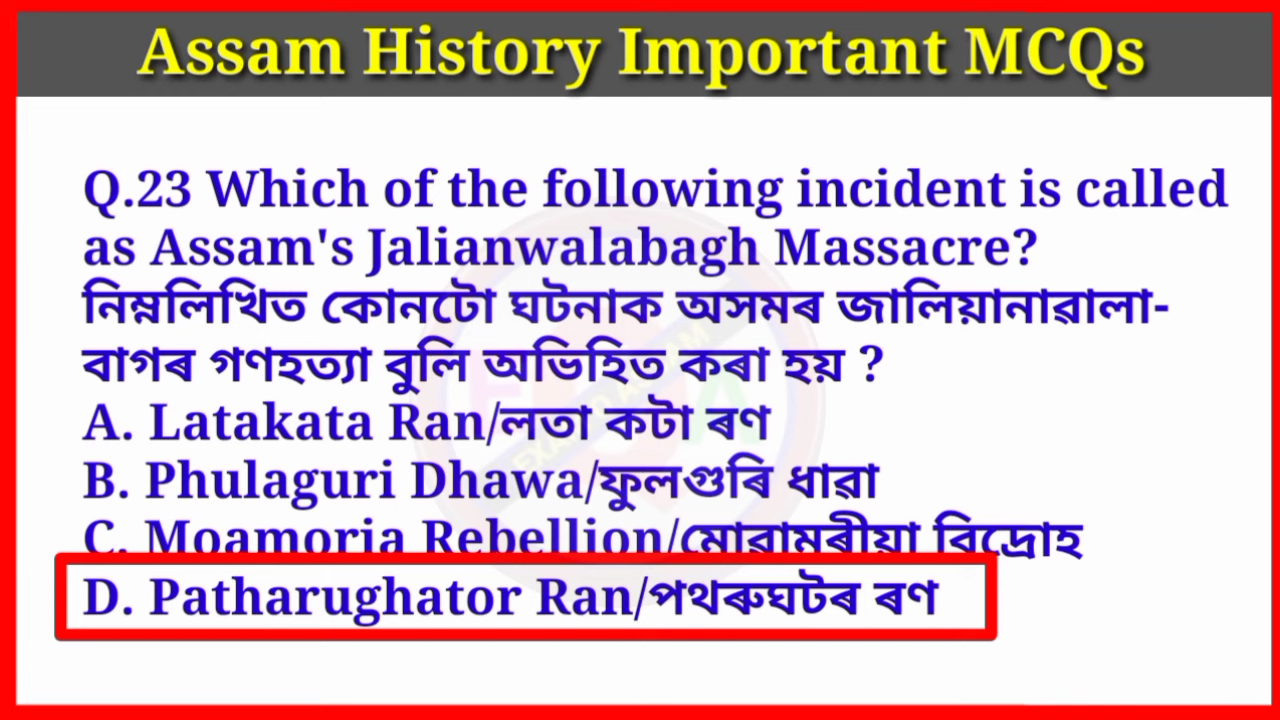 Assam History Important MCQs
Q.23 Which of the following incident is called
as Assam's Jalianwalabagh Massacre?
নিম্নলিখিত কোনটো ঘটনাক অসমৰ জালিয়ানাৱালা-
বাগৰ গণহত্যা বুলি অভিহিত কৰা হয় ?
A. Latakata Ran/লতা কটা ৰণ
B. Phulaguri Dhawa/ফুলগুৰি ধাৱা
C. Moamoria Rebellion/মোৱামৰীয়া বিদ্ৰোহ
D. Patharughator Ran/পথৰুঘটৰ ৰণ